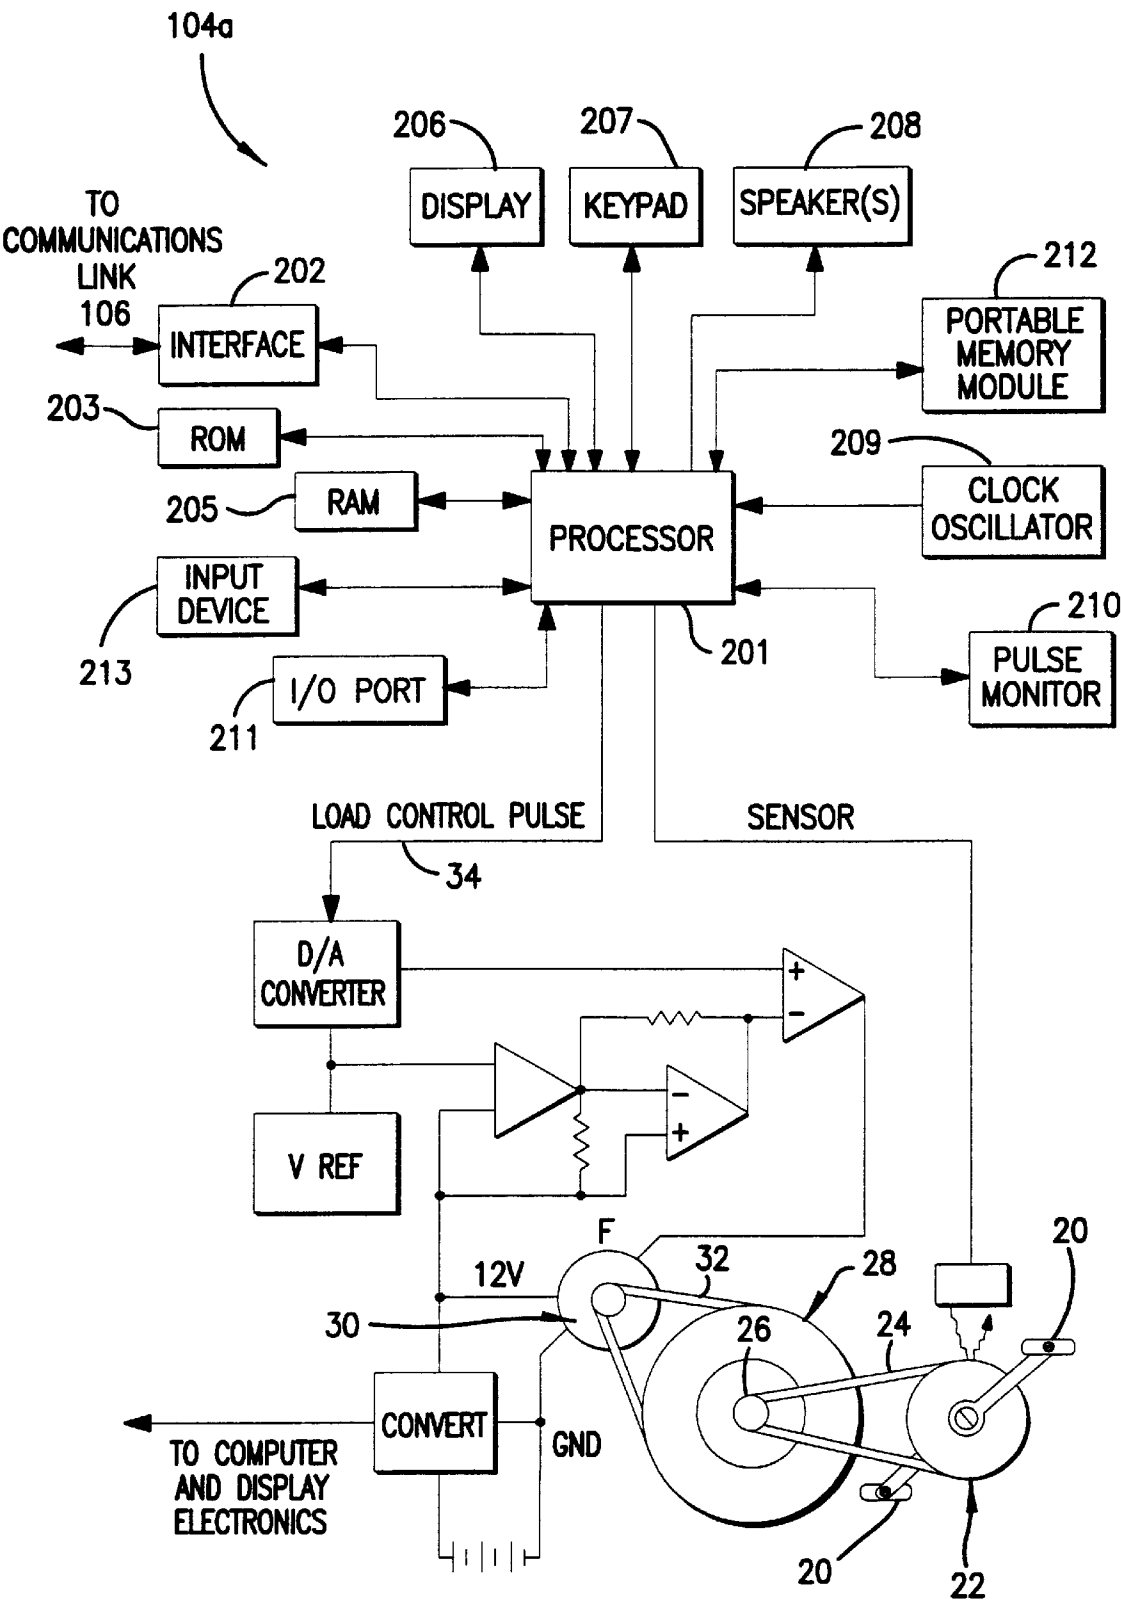 104a
206
207
208
DISPLAY
KEYPAD
SPEAKER(S)
TO
COMMUNICATIONS
LINK
106
202
INTERFACE
212
PORTABLE
MEMORY
MODULE
203
ROM
209
CLOCK
OSCILLATOR
205
RAM
PROCESSOR
INPUT
DEVICE
213
201
210
PULSE
MONITOR
I/O PORT
211
LOAD CONTROL PULSE
SENSOR
34
D/A
CONVERTER
+
−
−
+
V REF
F
12V
32
28
20
30
26
24
CONVERT
GND
TO COMPUTER
AND DISPLAY
ELECTRONICS
20
22